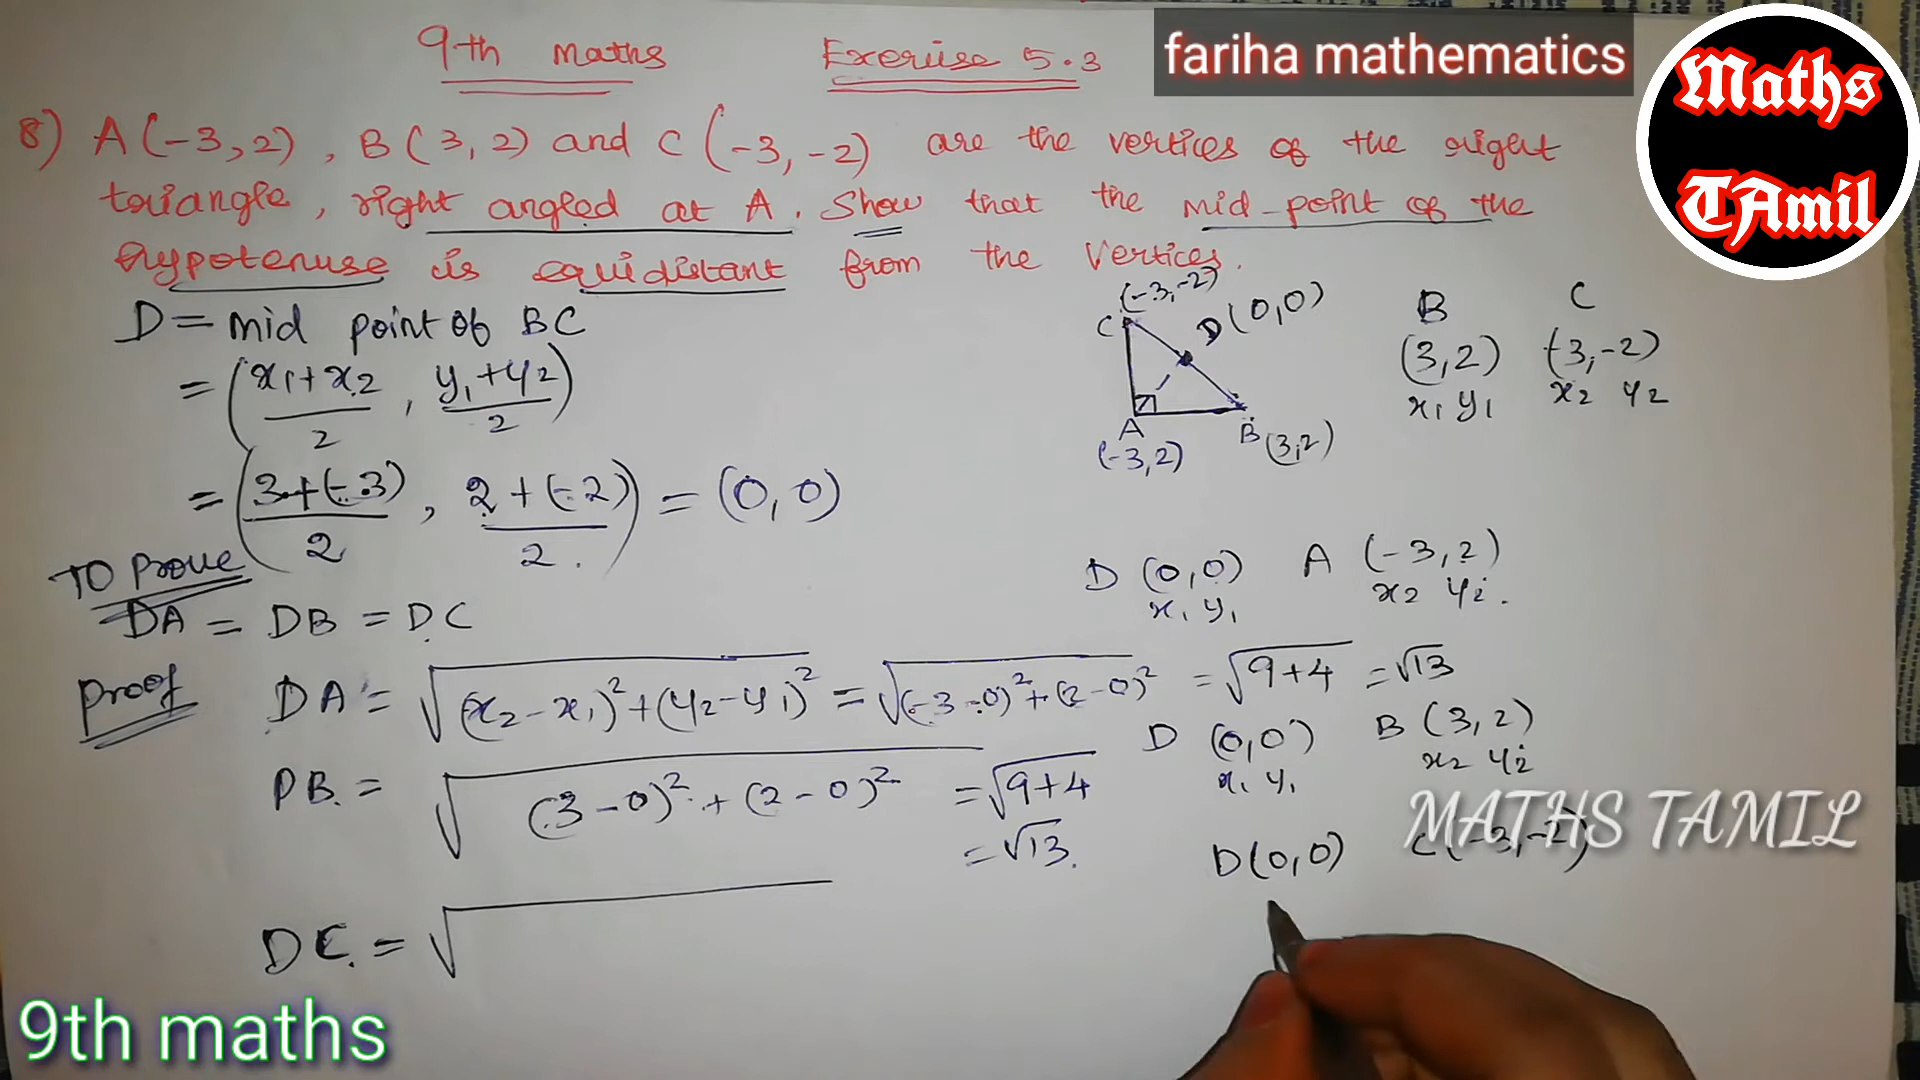 9th maths Exercise 5.3
fariha mathematics
Maths
TAmil
8) A(-3,2), B(3,2) and C(-3,-2) are the vertices of the right
triangle, right angled at A. Show that the mid-point of the
hypotenuse is equidistant from the vertices.
D = mid point of BC
= (x1+x2/2, y1+y2/2)
= (3+(-3)/2, 2+(-2)/2) = (0,0)
(-3,-2)
C D(0,0)
A B(3,2)
(-3,2)
B C
(3,2) (-3,-2)
x1 y1 x2 y2
To Prove
DA = DB = DC
D (0,0) A (-3,2)
x1 y1 x2 y2.
Proof DA = √(x2-x1)²+(y2-y1)² = √(-3-0)²+(2-0)² = √9+4 = √13
D (0,0) B (3,2)
x1 y1 x2 y2
DB = √(3-0)²+(2-0)² = √9+4
= √13.
MATHS TAMIL
D(0,0) C(-3,-2)
DC = √
9th maths